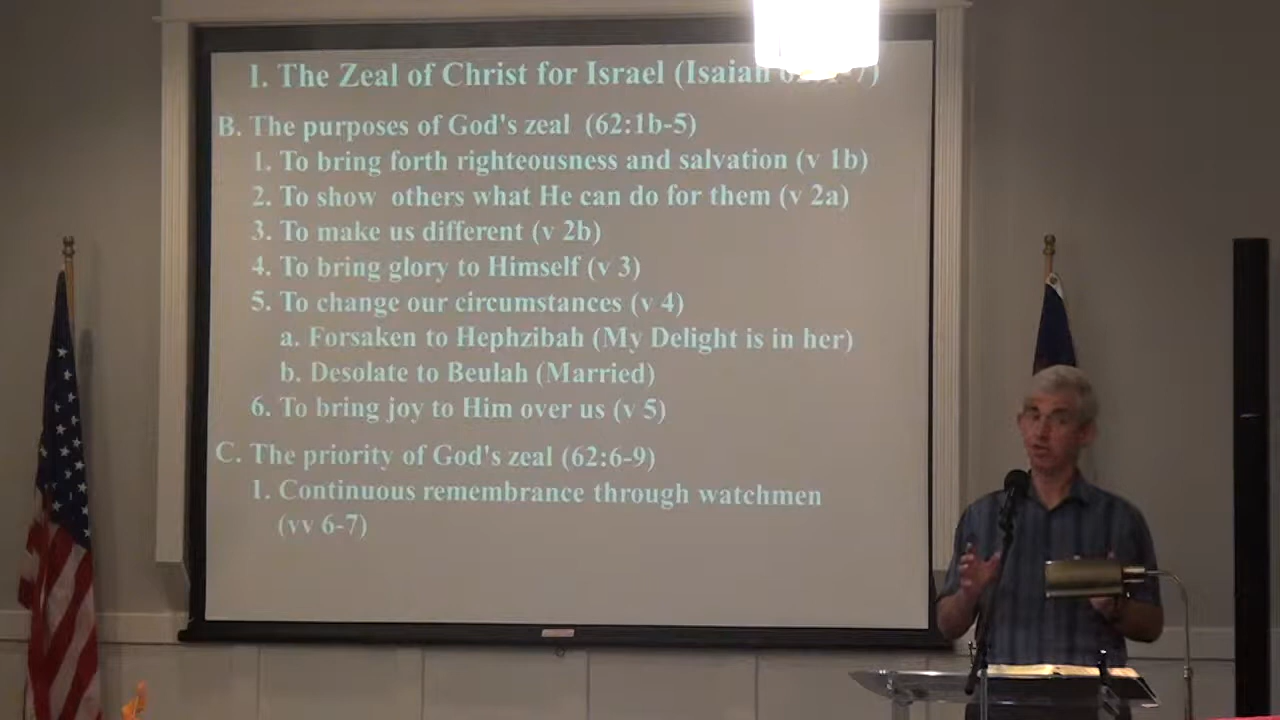 I. The Zeal of Christ for Israel (Isaiah
B. The purposes of God's zeal (62:1b-5)
1. To bring forth righteousness and salvation (v 1b)
2. To show others what He can do for them (v 2a)
3. To make us different (v 2b)
4. To bring glory to Himself (v 3)
5. To change our circumstances (v 4)
a. Forsaken to Hephzibah (My Delight is in her)
b. Desolate to Beulah (Married)
6. To bring joy to Him over us (v 5)
C. The priority of God's zeal (62:6-9)
1. Continuous remembrance through watchmen
(vv 6-7)